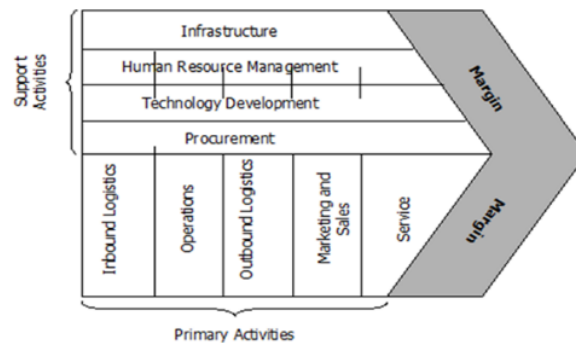 Support
Activities
Infrastructure
Human Resource Management
Technology Development
Procurement
Margin
Inbound Logistics
Operations
Outbound Logistics
Marketing and
Sales
Service
Margin
Primary Activities